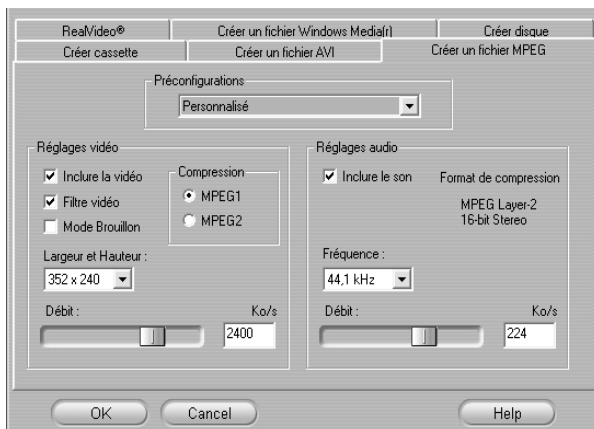 RealVideo®
Créer un fichier Windows Media(r)
Créer disque
Créer cassette
Créer un fichier AVI
Créer un fichier MPEG
Préconfigurations
Personnalisé
Réglages vidéo
Inclure la vidéo
Filtre vidéo
Mode Brouillon
Compression
MPEG1
MPEG2
Largeur et Hauteur :
352 x 240
Débit :
Ko/s
2400
Réglages audio
Inclure le son
Format de compression
MPEG Layer-2
16-bit Stereo
Fréquence :
44,1 kHz
Débit :
Ko/s
224
OK
Cancel
Help